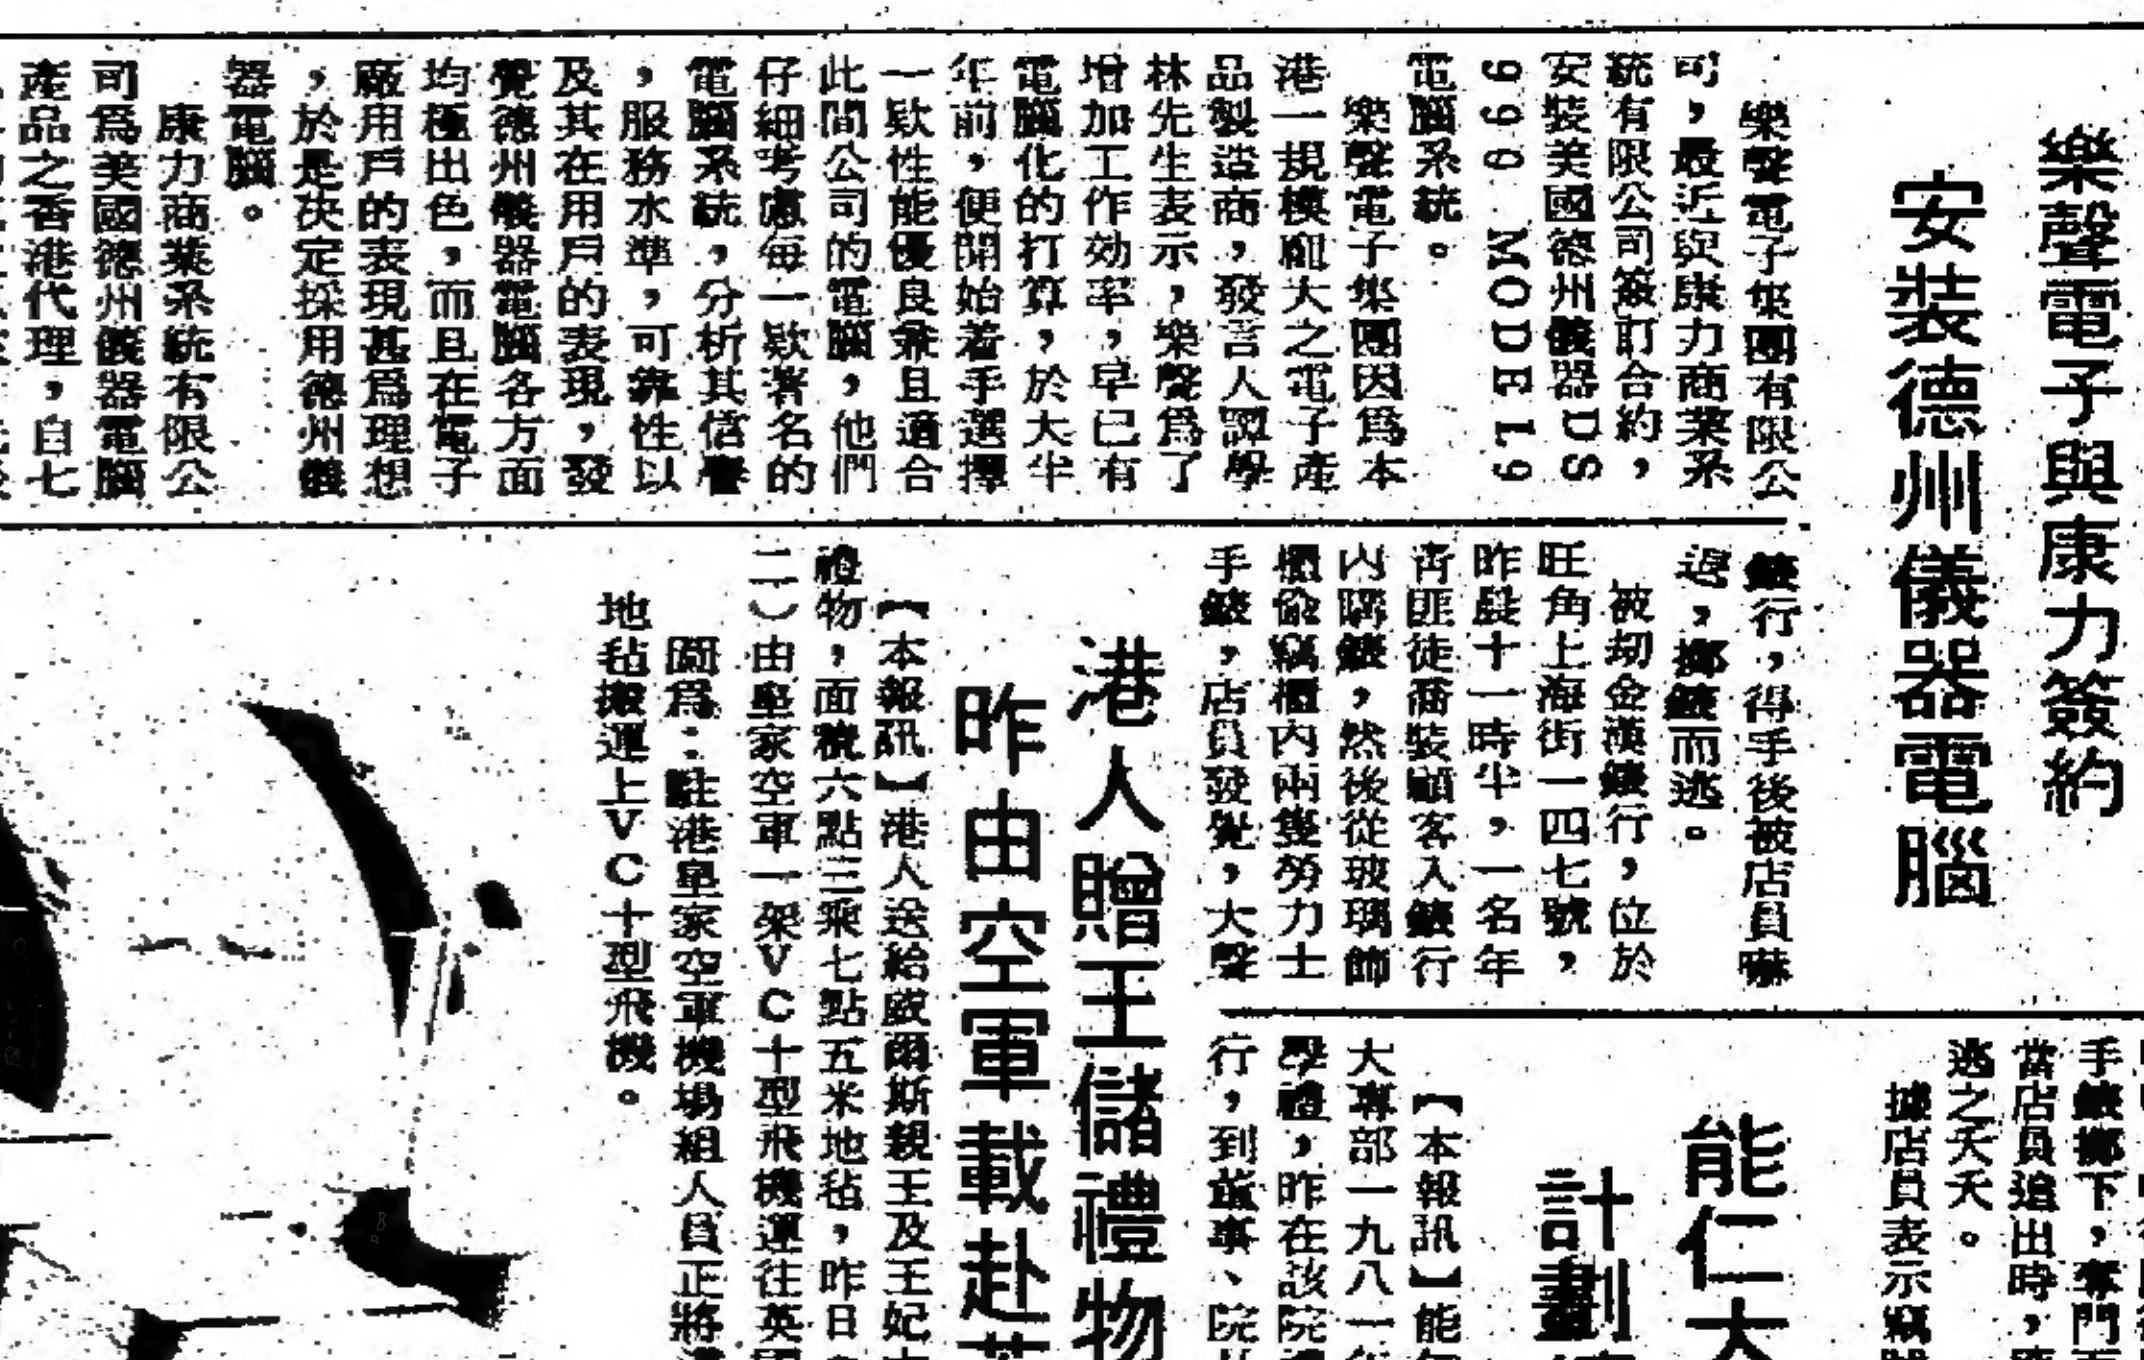 樂聲電子與康力簽約
安裝德州儀器電腦
樂聲電子集團有限公
司，最近與康力商業系
統有限公司簽訂合約，
安裝美國德州儀器DS
990 MODEL9
電腦系統。
樂聲電子集團因爲本
港一規模龐大之電子產
品製造商，發言人譚學
林先生表示，樂聲爲了
增加工作効率，早已有
電腦化的打算，於大半
年前，便開始着手選擇
一欵性能優良兼且適合
此間公司的電腦，他們
仔細考慮每一欵著名的
電腦系統，分析其信譽
，服務水準，可靠性以
及其在用戶的表現，發
覺德州儀器電腦各方面
均極出色，而且在電子
廠用戶的表現甚爲理想
，於是決定採用德州儀
器電腦。
康力商業系統有限公
司爲美國德州儀器電腦
產品之香港代理，自七
錶行，得手後被店員嚇
退，擲錶而逃。
被刧金漢錶行，位於
旺角上海街一四七號，
昨晨十一時半，一名年
青匪徒喬裝顧客入錶行
內購錶，然後從玻璃飾
櫃偷竊櫃內兩隻勞力士
手錶，店員發覺，大聲
港人贈王儲禮物
昨由空軍載赴
【本報訊】港人送給威爾斯親王及王妃
禮物，面積六點三乘七點五米地毡，昨日
二）由皇家空軍一架VC十型飛機運往英
圖爲：駐港皇家空軍機場組人員正將
地毡搬運上VC十型飛機。
手錶擲下，奪門
當店員追出時，
逃之夭夭。
據店員表示竊
能仁大
計劃
【本報訊】能
大專部一九八一
學禮，昨在該院
行，到董事、院